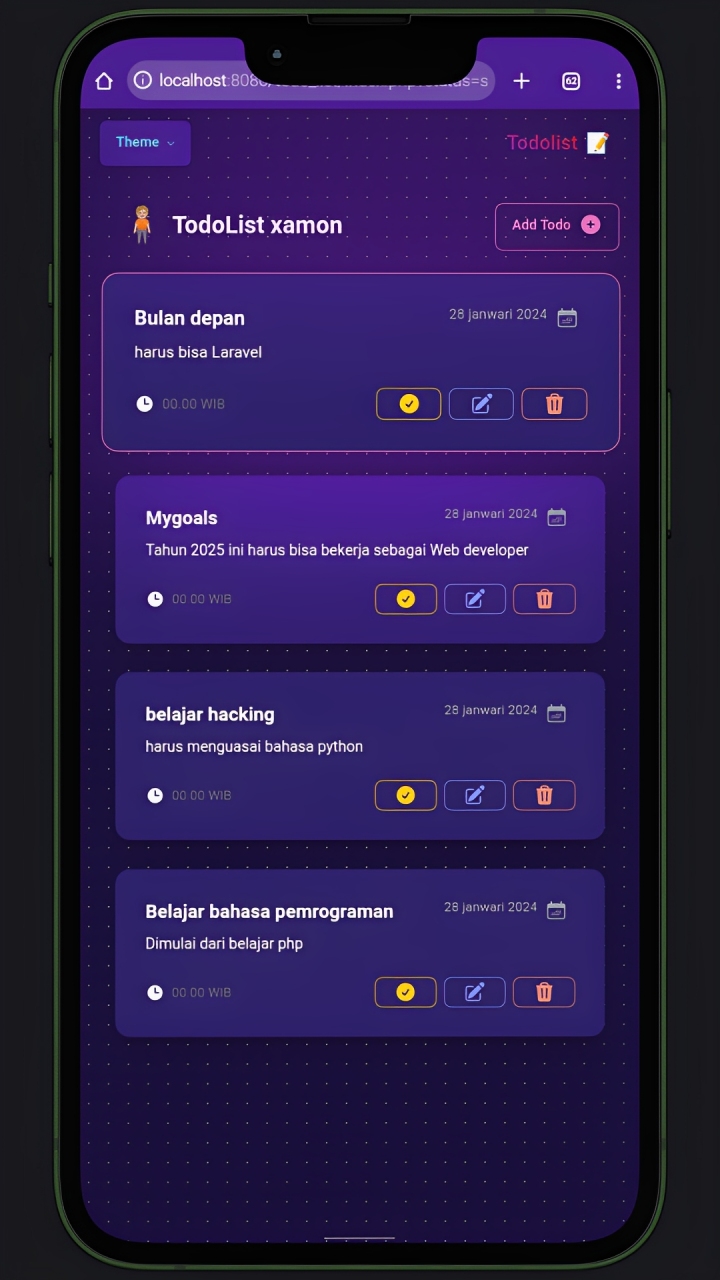 localhost:8080
62
Theme
Todolist
TodoList xamon
Add Todo
Bulan depan
28 janwari 2024
harus bisa Laravel
00.00 WIB
Mygoals
28 janwari 2024
Tahun 2025 ini harus bisa bekerja sebagai Web developer
00 00 WIB
belajar hacking
28 janwari 2024
harus menguasai bahasa python
00 00 WIB
Belajar bahasa pemrograman
28 janwari 2024
Dimulai dari belajar php
00 00 WIB